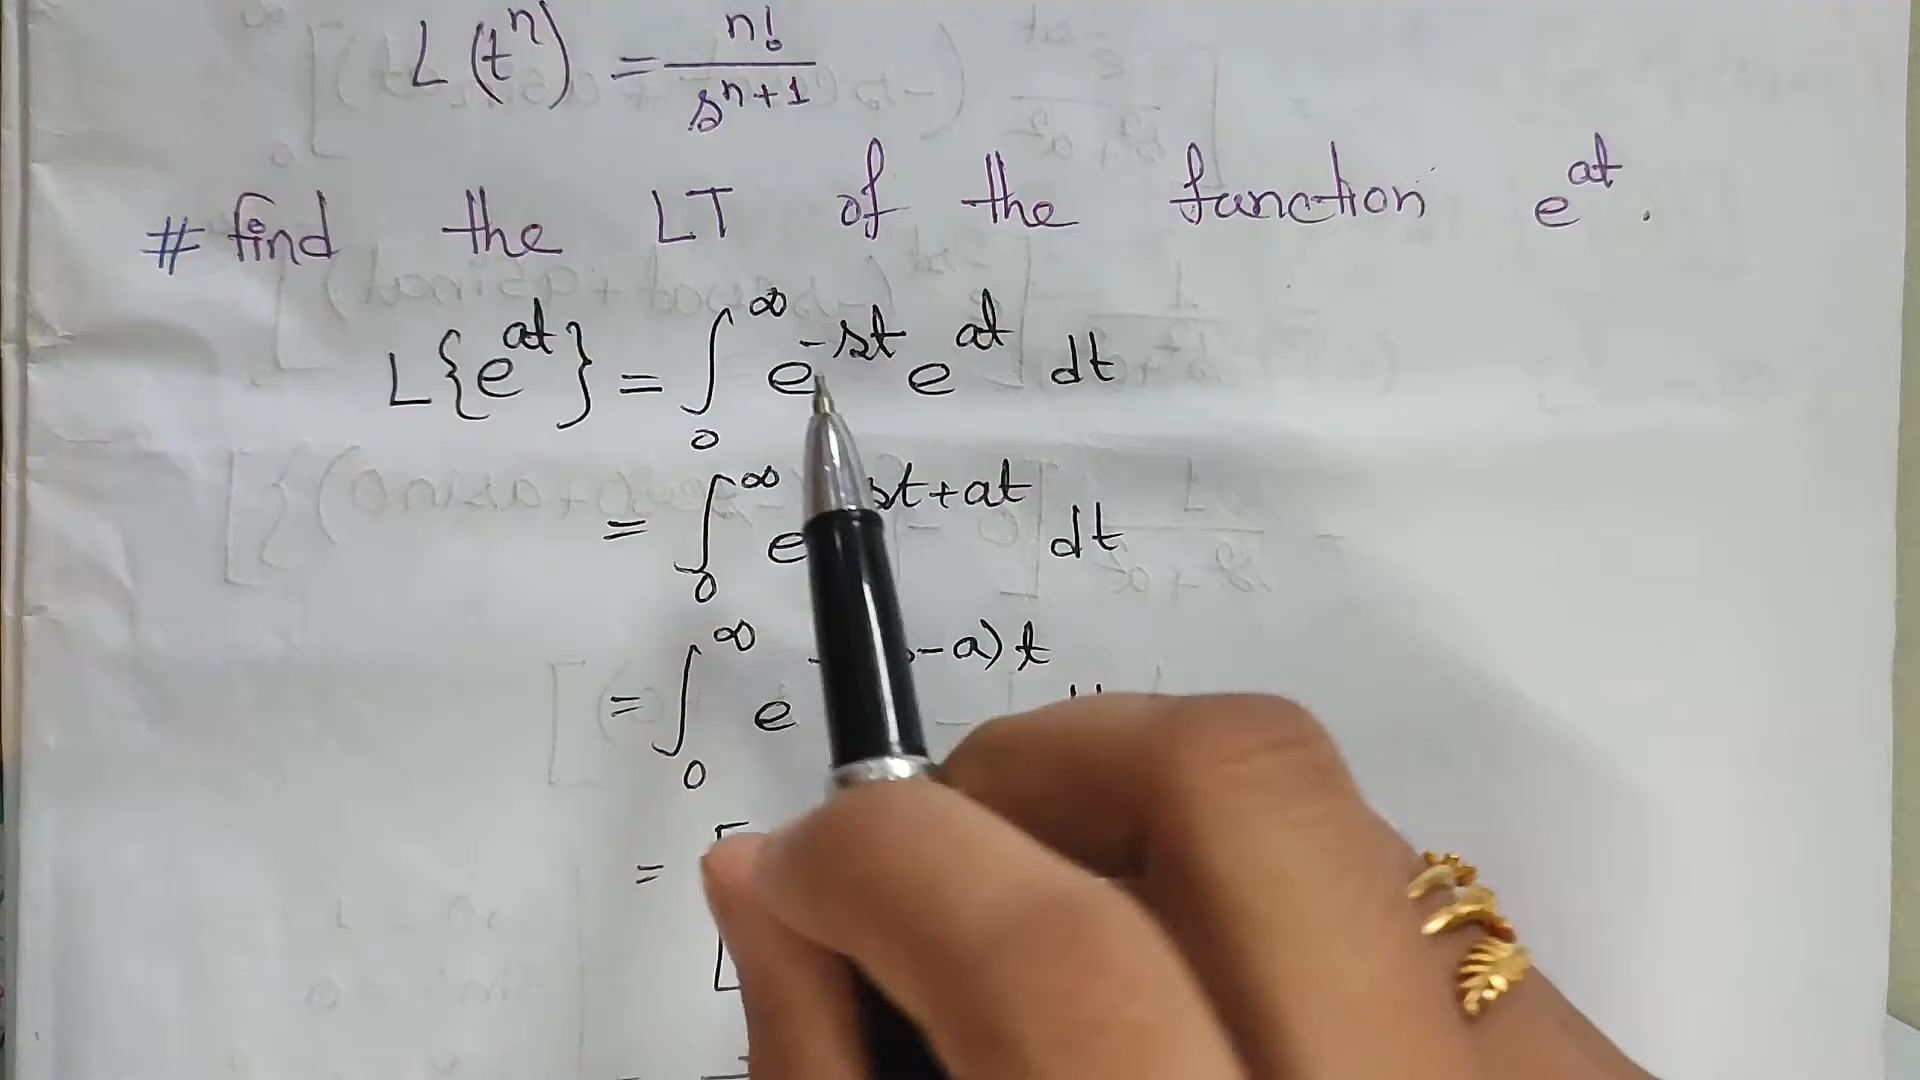 L(t^n) = n!/s^(n+1)
# find the LT of the function e^at.
L{e^at} = ∫_0^∞ e^-st e^at dt
= ∫_0^∞ e st+at dt
= ∫_0^∞ e - -a)t
= [